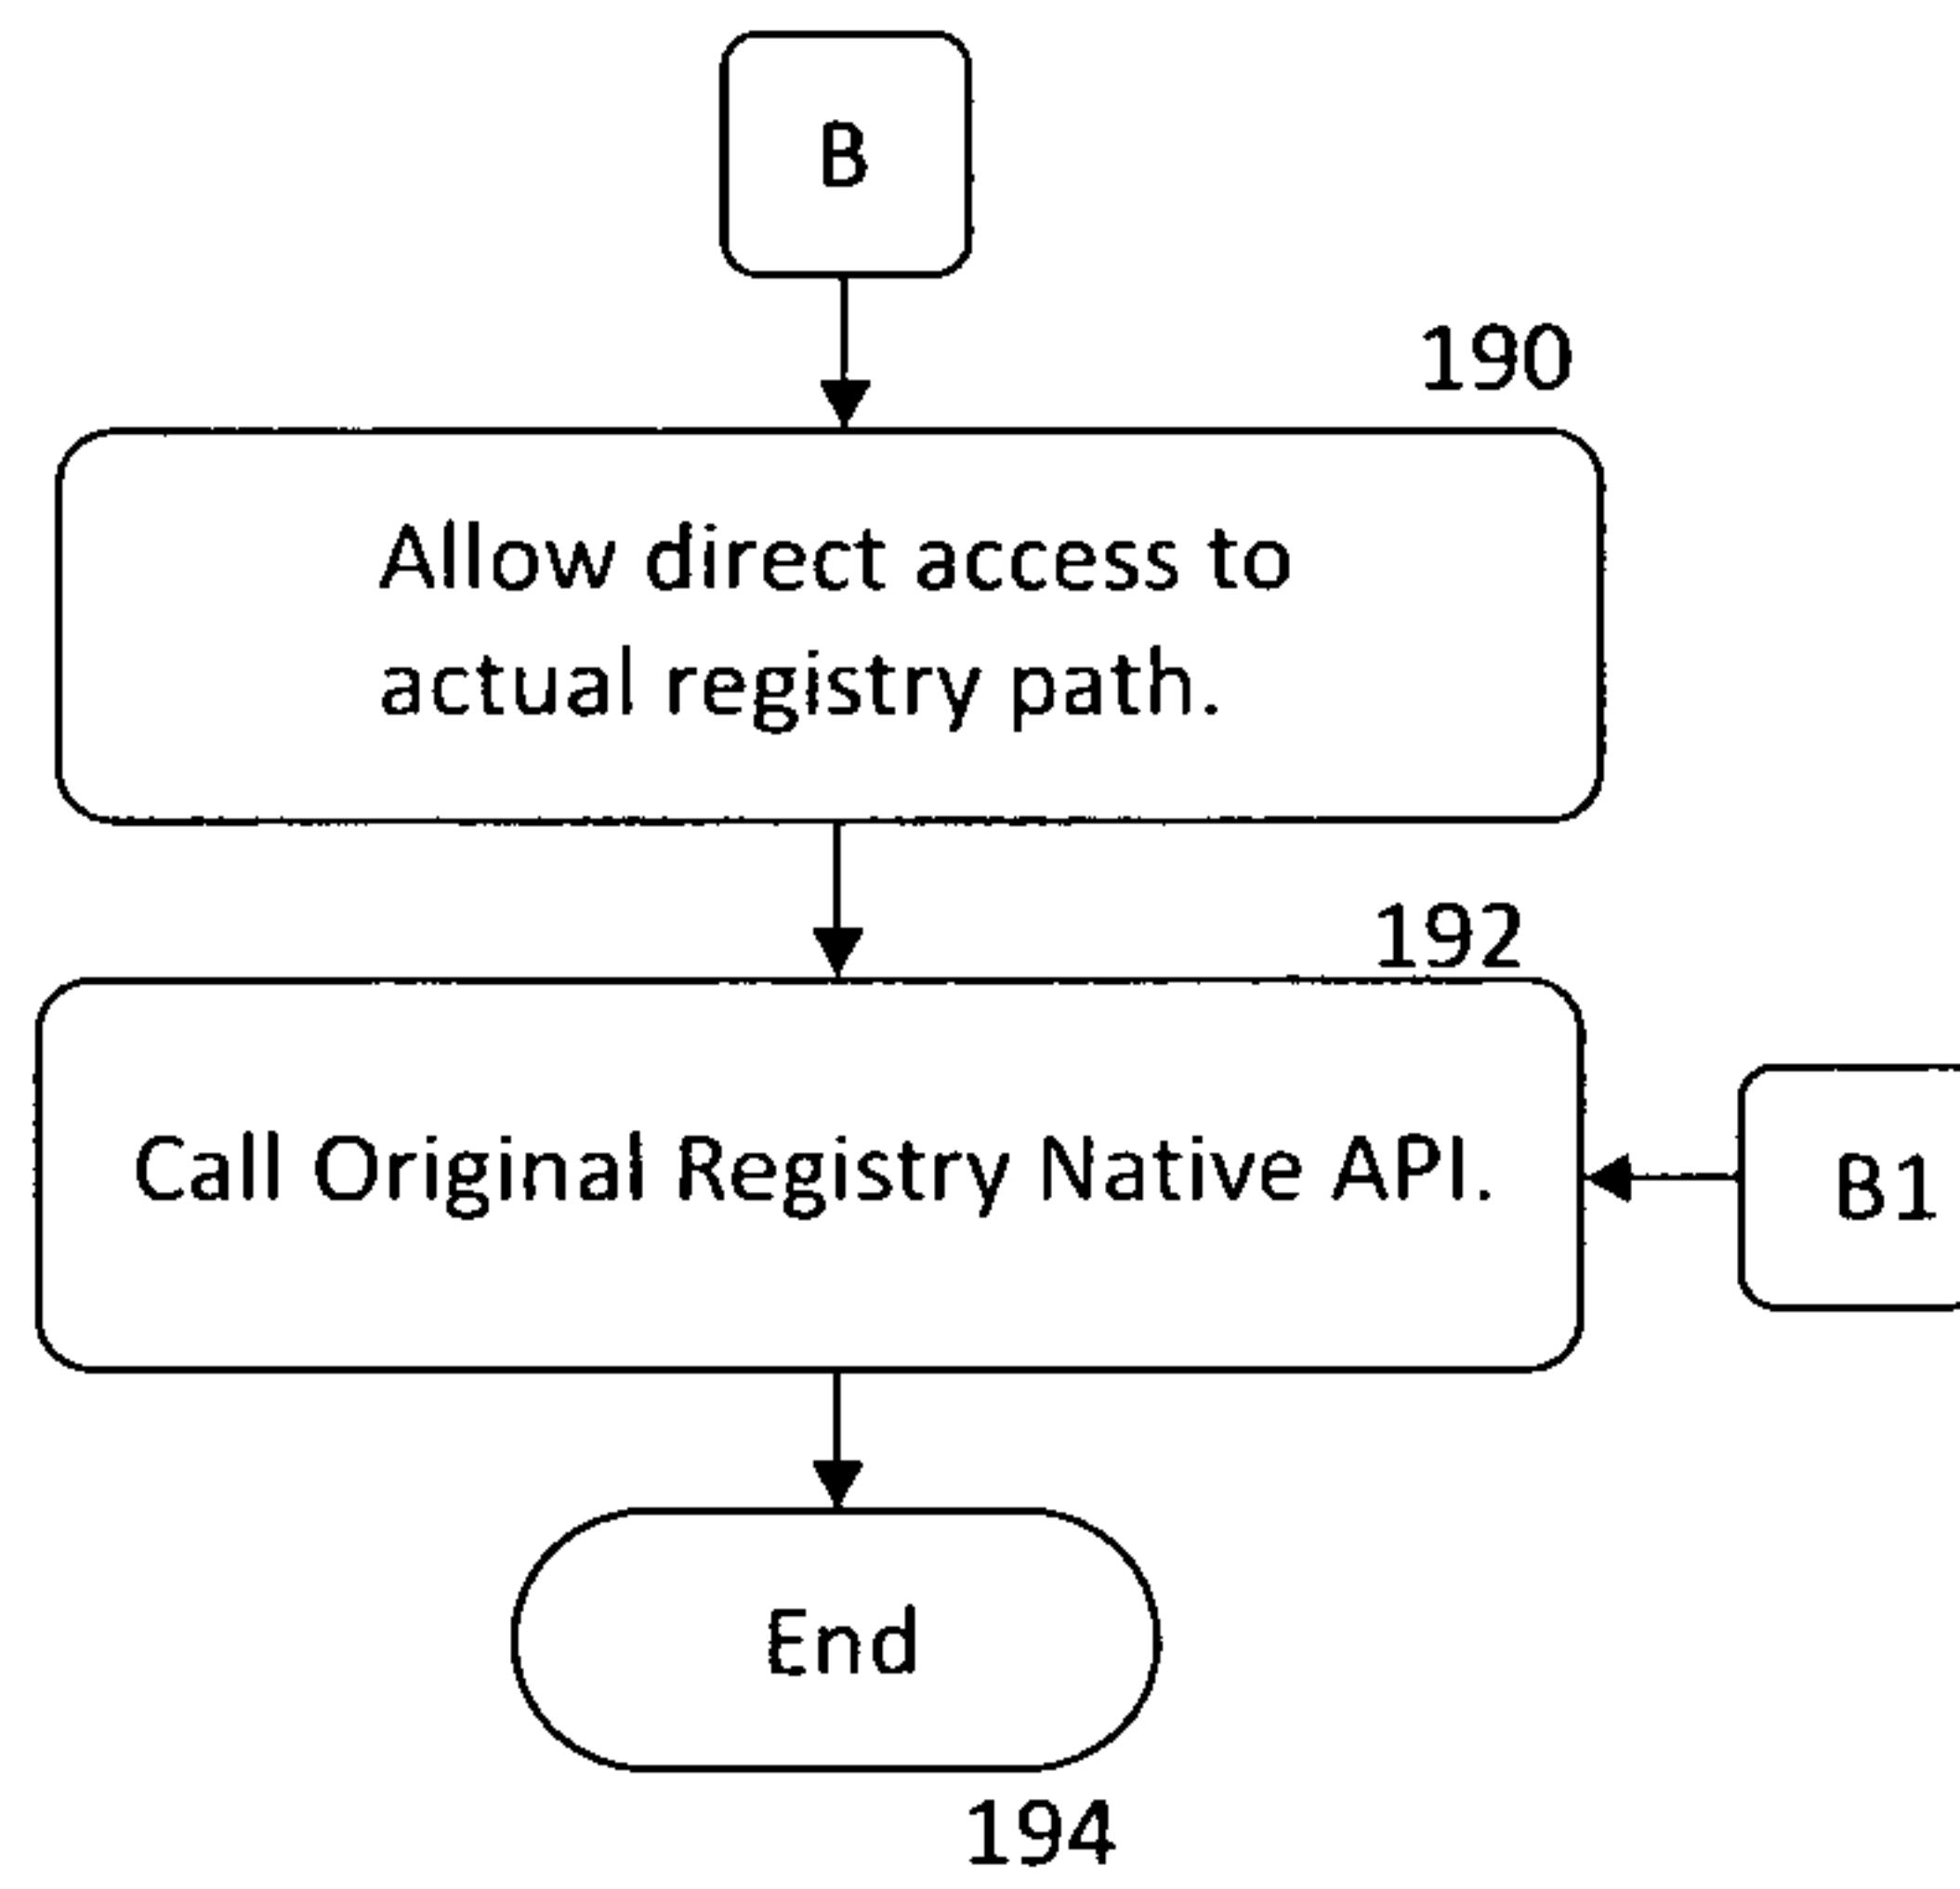 B
190
Allow direct access to
actual registry path.
192
Call Original Registry Native API.
B1
End
194